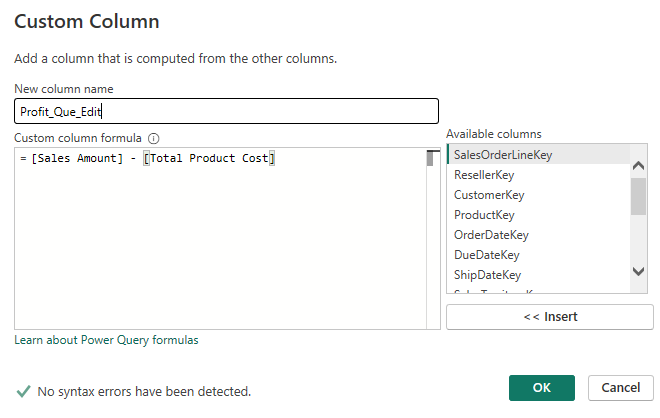 Custom Column
Add a column that is computed from the other columns.
New column name
Profit_Que_Edit
Custom column formula
Available columns
= [Sales Amount] - [Total Product Cost]
SalesOrderLineKey
ResellerKey
CustomerKey
ProductKey
OrderDateKey
DueDateKey
ShipDateKey
<< Insert
Learn about Power Query formulas
No syntax errors have been detected.
OK
Cancel